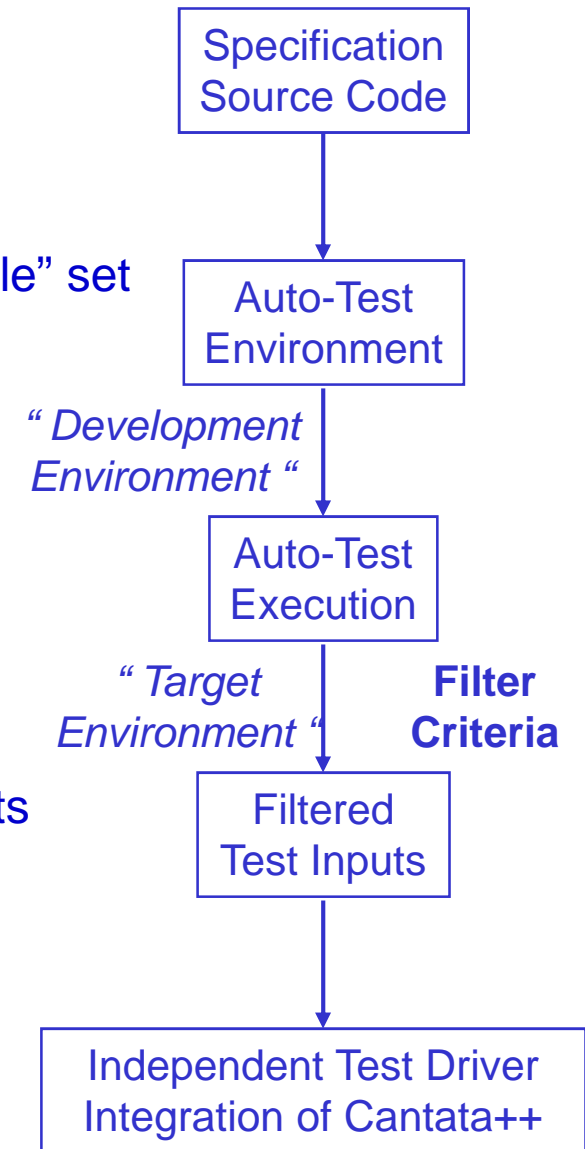 Specification
Source Code
le” set
Auto-Test
Environment
“ Development
Environment “
Auto-Test
Execution
“ Target
Environment “
Filter
Criteria
ts
Filtered
Test Inputs
Independent Test Driver
Integration of Cantata++